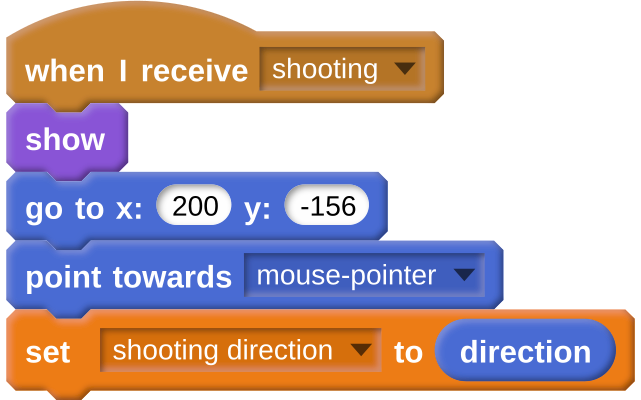 when I receive shooting
show
go to x: 200 y: -156
point towards mouse-pointer
set shooting direction to direction